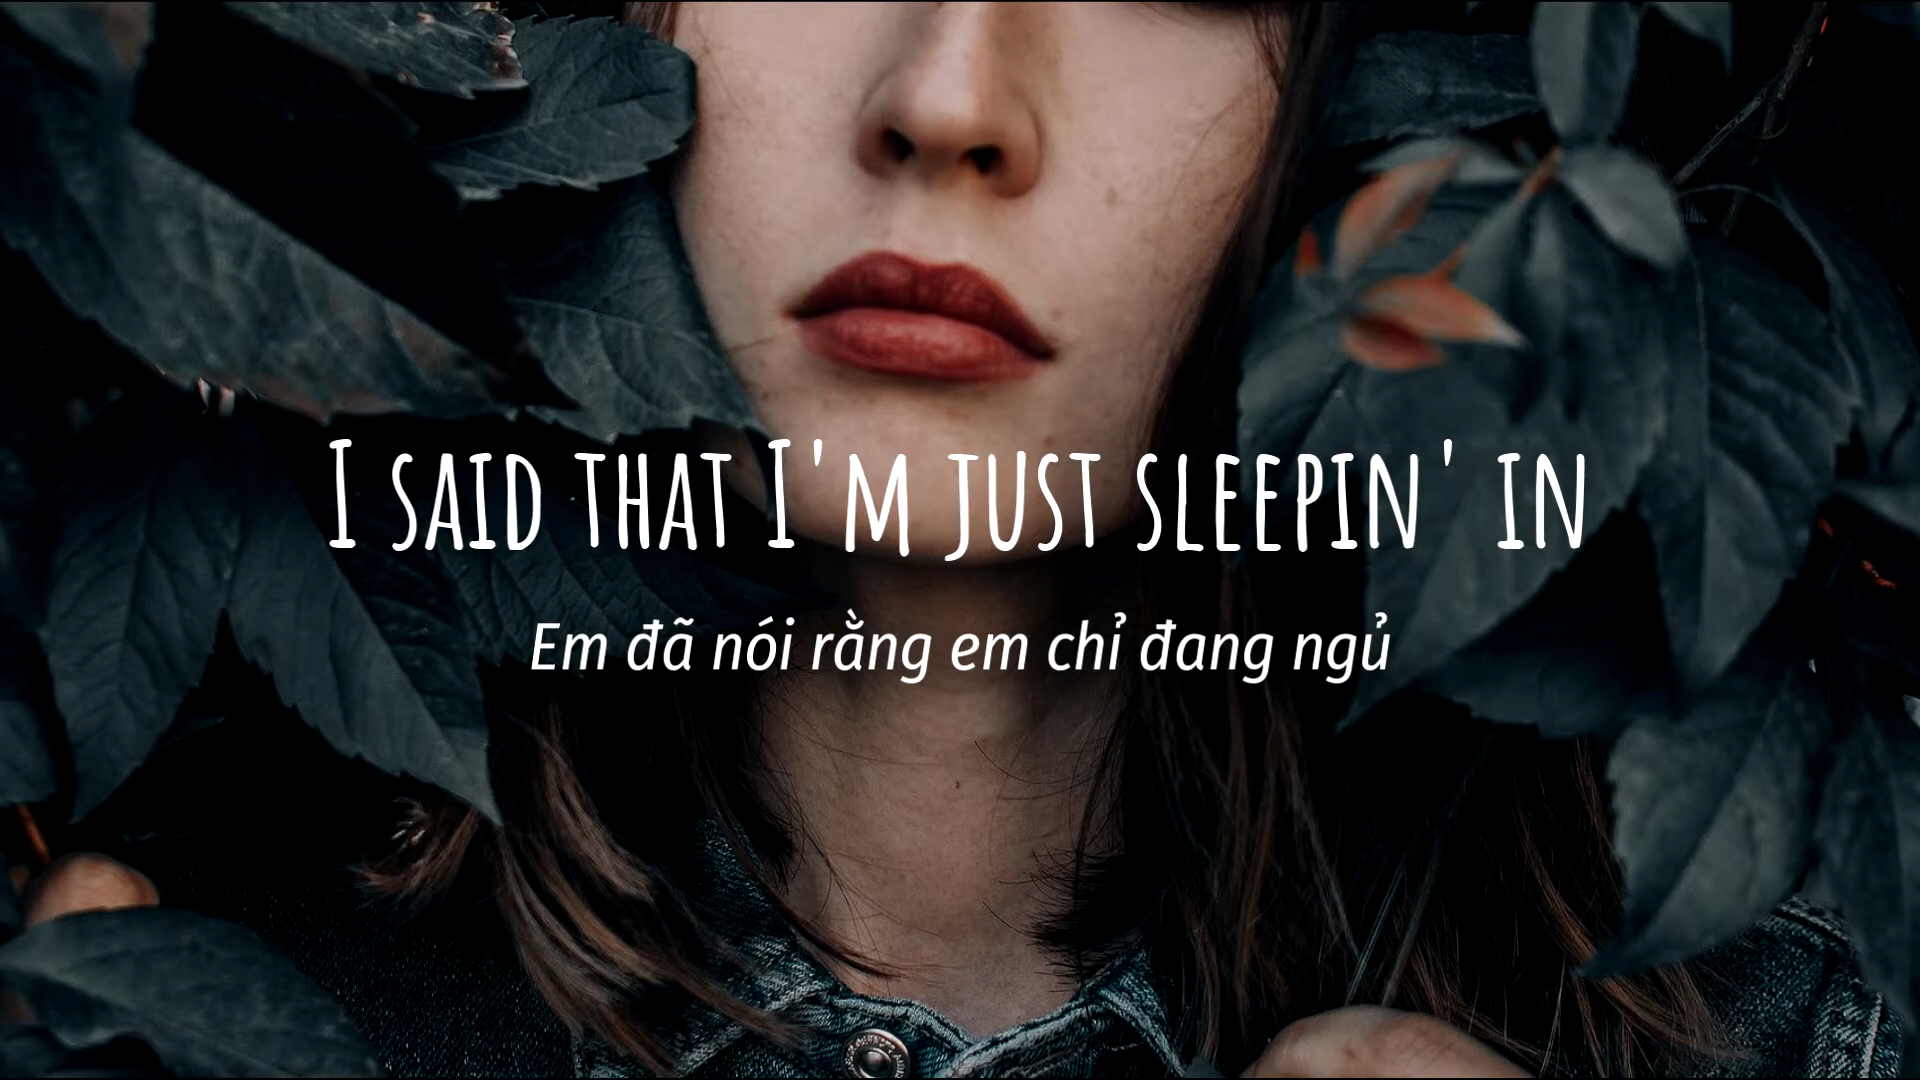 I said that I'm just sleepin' in
Em đã nói rằng em chỉ đang ngủ